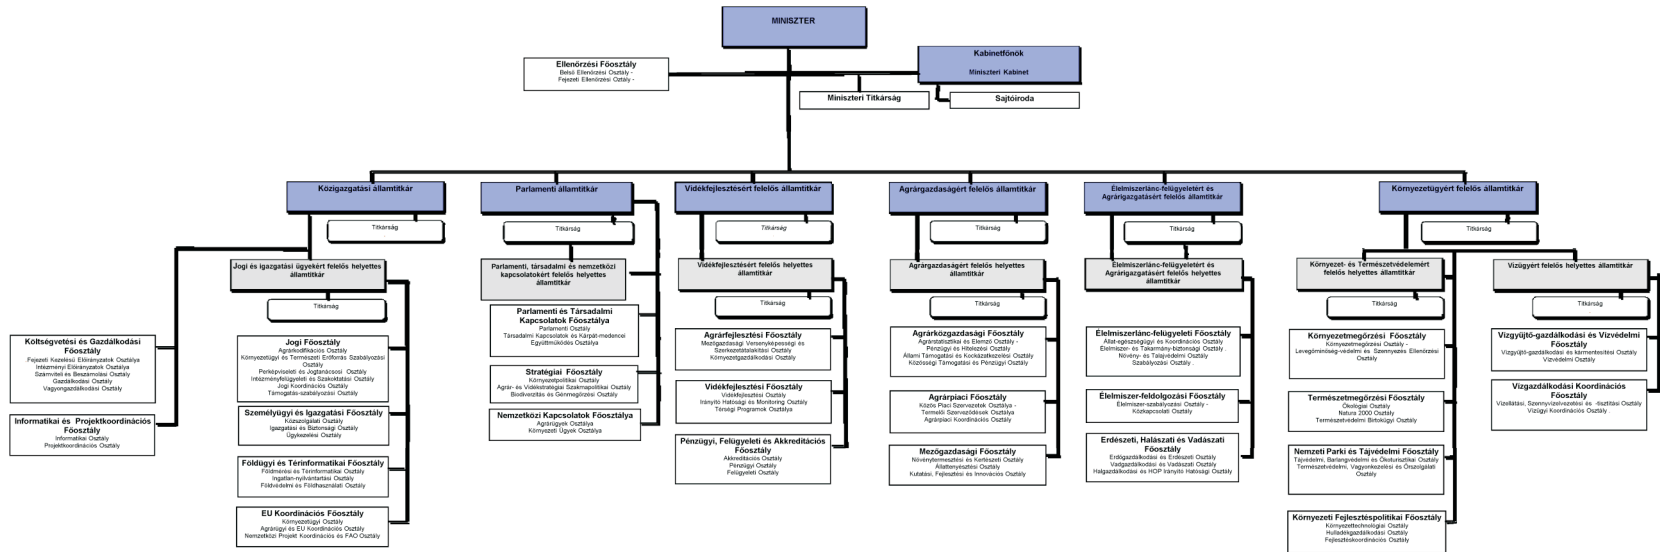 MINISZTER
Kabinetfőnök
Miniszteri Kabinet
Ellenőrzési Főosztály
Belső Ellenőrzési Osztály -
Fejezeti Ellenőrzési Oztály -
Miniszteri Titkárság
Sajtóiroda
Közigazgatási államtitkár
Titkárság
Jogi és igazgatási ügyekért felelős helyettes
államtitkár
Titkárság
Költségvetési és Gazdálkodási
Főosztály
Fejezeti Kezelésű Előirányzatok Osztálya
Intézményi Előirányzatok Osztálya
Számviteli és Beszámolási Osztály
Gazdálkodási Osztály
Vagyongazdálkodási Osztály
Informatikai és Projektkoordinációs
Főosztály
Informatikai Osztály
Projektkoordinációs Osztály
Jogi Főosztály
Agrárkodifikációs Osztály
Környezetügyi és Természeti Erőforrás Szabályozási
Osztály
Perképviseleti és Jogtanácsosi Osztály
Intézményfelügyeleti és Szakoktatási Osztály
Jogi Koordinációs Osztály
Támogatás-szabályozási Osztály
Személyügyi és Igazgatási Főosztály
Közszolgálati Osztály
Igazgatási és Biztonsági Osztály
Ügykezelési Osztály
Földügyi és Térinformatikai Főosztály
Földmérési és Térinformatikai Osztály
Ingatlan-nyilvántartási Osztály
Földvédelmi és Földhasználati Osztály
EU Koordinációs Főosztály
Környezetügyi Osztály
Agrárügyi és EU Koordinációs Osztály
Nemzetközi Projekt Koordinációs és FAO Osztály
Parlamenti államtitkár
Titkárság
Parlamenti, társadalmi és nemzetközi
kapcsolatokért felelős helyettes
államtitkár
Parlamenti és Társadalmi
Kapcsolatok Főosztálya
Parlamenti Osztály
Társadalmi Kapcsolatok és Kárpát-medencei
Együttműködés Osztálya
Stratégiai Főosztály
Környezetpolitikai Osztály
Agrár- és Vidékstratégiai Szakmapolitikai Osztály
Biodiverzitás és Génmegőrzési Osztály
Nemzetközi Kapcsolatok Főosztálya
Agrárügyek Osztálya
Környezeti Ügyek Osztálya
Vidékfejlesztésért felelős államtitkár
Titkárság
Vidékfejlesztésért felelős helyettes
államtitkár
Titkárság
Agrárfejlesztési Főosztály
Mezőgazdasági Versenyképességi és
Szerkezetátalakítási Osztály
Környezetgazdálkodási Osztály
Vidékfejlesztési Főosztály
Vidékfejlesztési Osztály
Irányító Hatósági és Monitoring Osztály
Térségi Programok Osztálya
Pénzügyi, Felügyeleti és Akkreditációs
Főosztály
Akkreditációs Osztály
Pénzügyi Osztály
Felügyeleti Osztály
Agrárgazdaságért felelős államtitkár
Titkárság
Agrárgazdaságért felelős helyettes
államtitkár
Titkárság
Agrárközgazdasági Főosztály
Agrárstatisztikai és Elemző Osztály -
Pénzügyi és Hitelezési Osztály
Állami Támogatási és Kockázatkezelési Osztály
Közösségi Támogatási és Pénzügyi Osztály
Agrárpiaci Főosztály
Közös Piaci Szervezetek Osztálya -
Termelői Szerveződések Osztálya
Agrárpiaci Koordinációs Osztály
Mezőgazdasági Főosztály
Növénytermesztési és Kertészeti Osztály
Állattenyésztési Osztály
Kutatási, Fejlesztési és Innovációs Osztály
Élelmiszerlánc-felügyeletért és
Agrárigazgatásért felelős államtitkár
Titkárság
Élelmiszerlánc-felügyeletért és
Agrárigazgatásért felelős helyettes
államtitkár
Élelmiszerlánc-felügyeleti Főosztály
Állat-egészségügyi és Koordinációs Osztály
Élelmiszer- és Takarmány-biztonsági Osztály .
Növény- és Talajvédelmi Osztály
Szabályozási Osztály .
Élelmiszer-feldolgozási Főosztály
Élelmiszer-szabályozási Osztály -
Közkapcsolati Osztály
Erdészeti, Halászati és Vadászati
Főosztály
Erdőgazdálkodási és Erdészeti Osztály
Vadgazdálkodási és Vadászati Osztály
Halgazdálkodási és HOP Irányító Hatósági Osztály
Környezetügyért felelős államtitkár
Titkárság
Környezet- és Természetvédelemért
felelős helyettes államtitkár
Titkárság
Környezetmegőrzési Főosztály
Környezetmegőrzési Osztály -
Levegőminőség-védelmi és Szennyezés Ellenőrzési
Osztály
Természetmegőrzési Főosztály
Ökológiai Osztály
Natura 2000 Osztály
Természetvédelmi Birtokügyi Osztály
Nemzeti Parki és Tájvédelmi Főosztály
Tájvédelmi, Barlangvédelmi és Ökoturisztikai Osztály
Természetvédelmi, Vagyonkezelési és Őrszolgálati
Osztály
Környezeti Fejlesztéspolitikai Főosztály
Környezettechnológiai Osztály
Hulladékgazdálkodási Osztály
Fejlesztéskoordinációs Osztály
Vízügyért felelős helyettes államtitkár
Titkárság
Vízgyűjtő-gazdálkodási és Vízvédelmi
Főosztály
Vízgyűjtő-gazdálkodási és kármentesítési Osztály
Vízvédelmi Osztály
Vízgazdálkodási Koordinációs
Főosztály
Vízellátási, Szennyvízelvezetési és -tisztítási Osztály
Vízügyi Koordinációs Osztály .